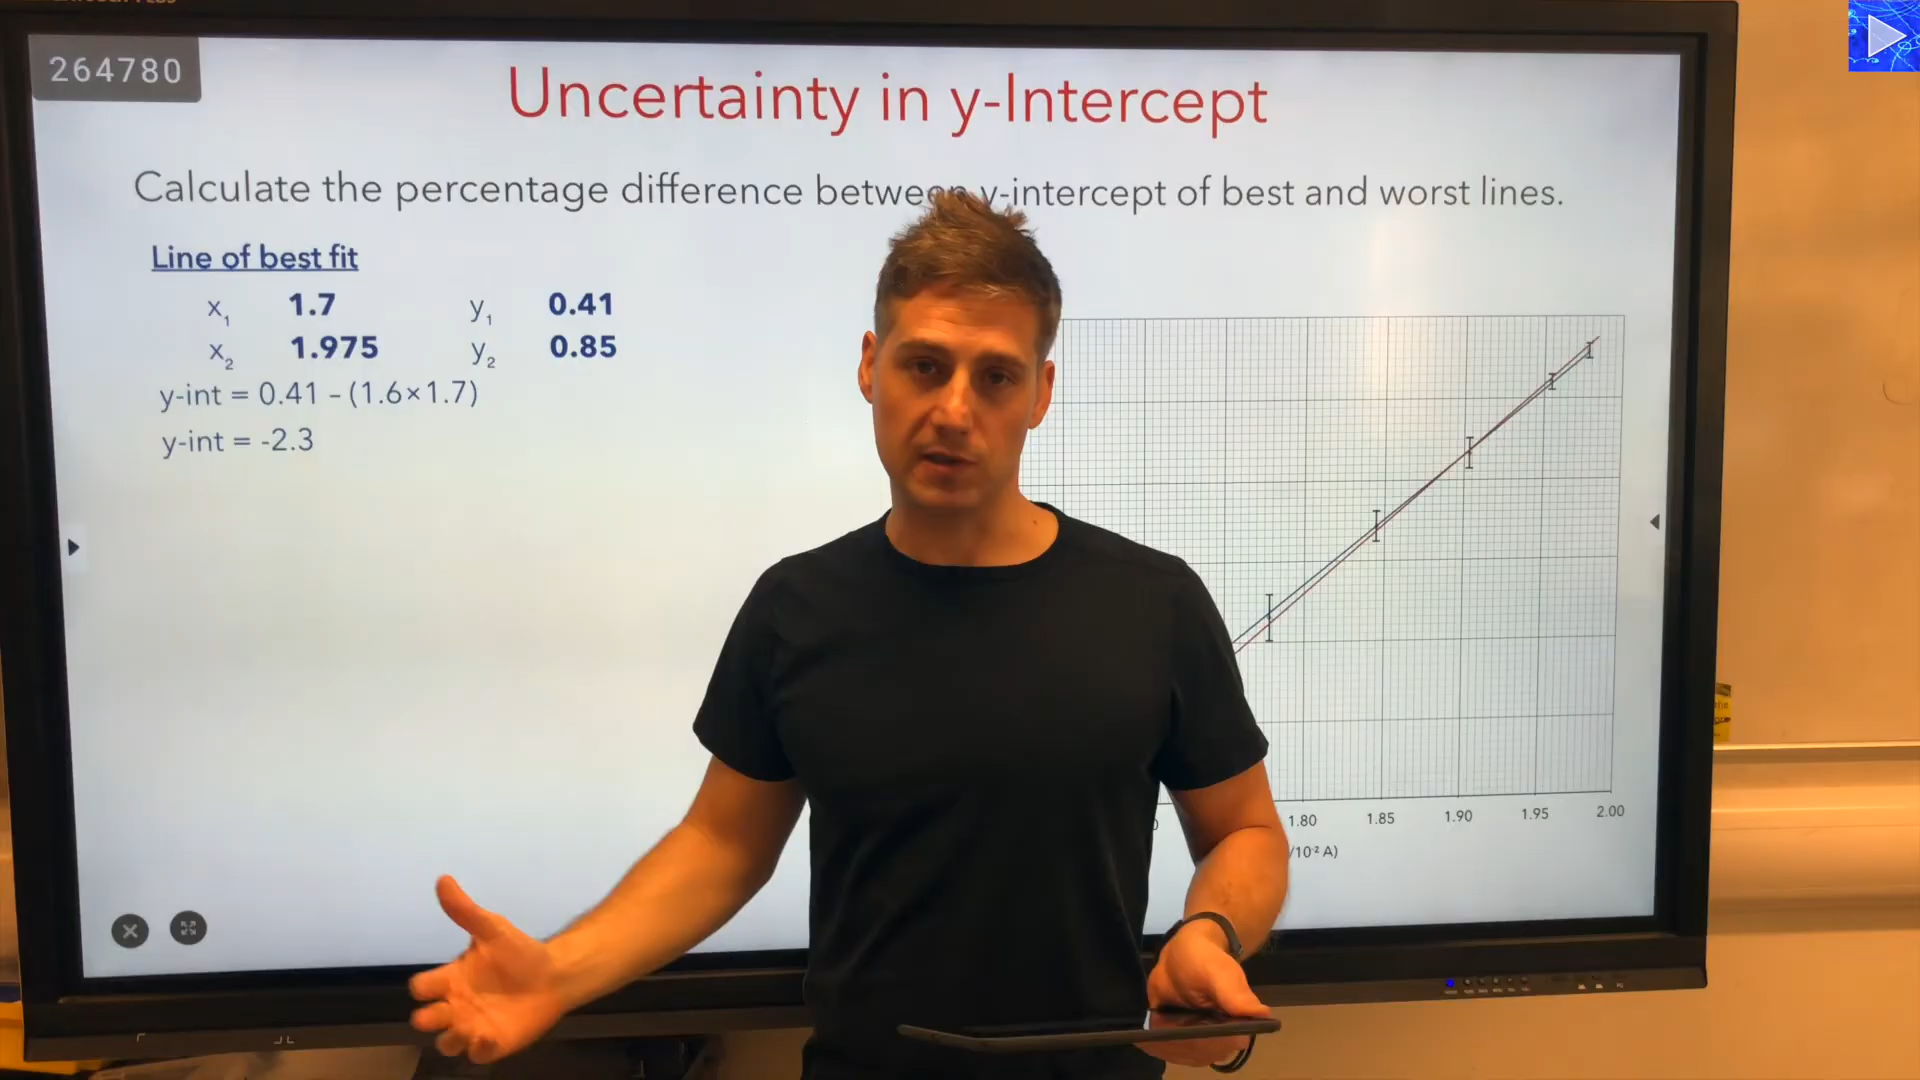 264780
Uncertainty in y-Intercept
Calculate the percentage difference between y-intercept of best and worst lines.
Line of best fit
x₁ 1.7 y₁ 0.41
x₂ 1.975 y₂ 0.85
y-int = 0.41 – (1.6×1.7)
y-int = -2.3
1.80 1.85 1.90 1.95 2.00
/10⁻² A)